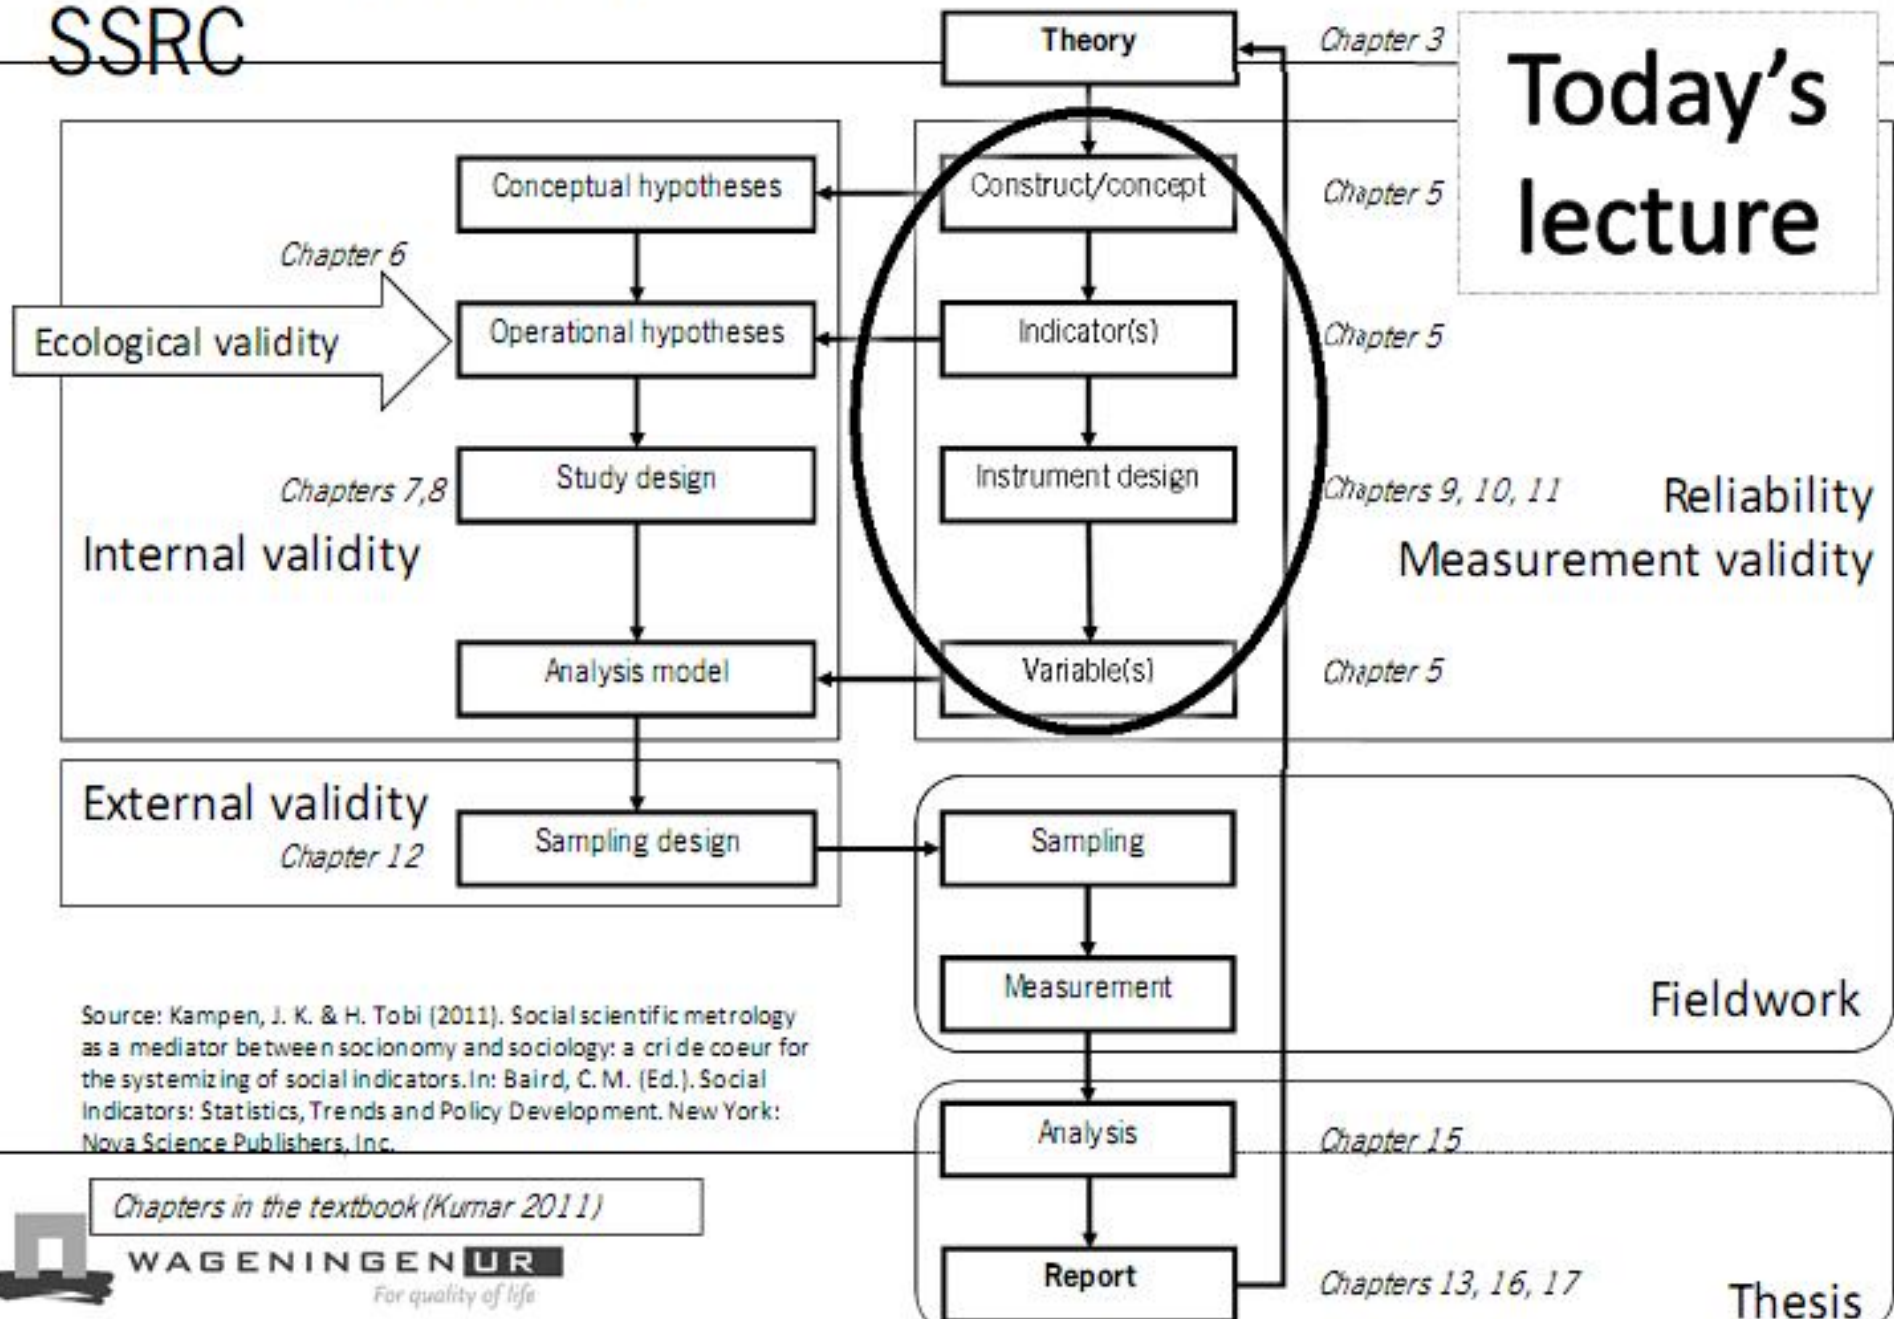 SSRC
Theory
Chapter 3
Today's
lecture
Conceptual hypotheses
Construct/concept
Chapter 5
Chapter 6
Ecological validity
Operational hypotheses
Indicator(s)
Chapter 5
Chapters 7,8
Study design
Instrument design
Chapters 9, 10, 11
Reliability
Internal validity
Measurement validity
Analysis model
Variable(s)
Chapter 5
External validity
Chapter 12
Sampling design
Sampling
Measurement
Fieldwork
Source: Kampen, J. K. & H. Tobi (2011). Social scientific metrology
as a mediator between socionomy and sociology: a cri de coeur for
the systemizing of social indicators. In: Baird, C. M. (Ed.). Social
Indicators: Statistics, Trends and Policy Development. New York:
Nova Science Publishers, Inc.
Analysis
Chapter 15
Chapters in the textbook (Kumar 2011)
WAGENINGEN UR
For quality of life
Report
Chapters 13, 16, 17
Thesis